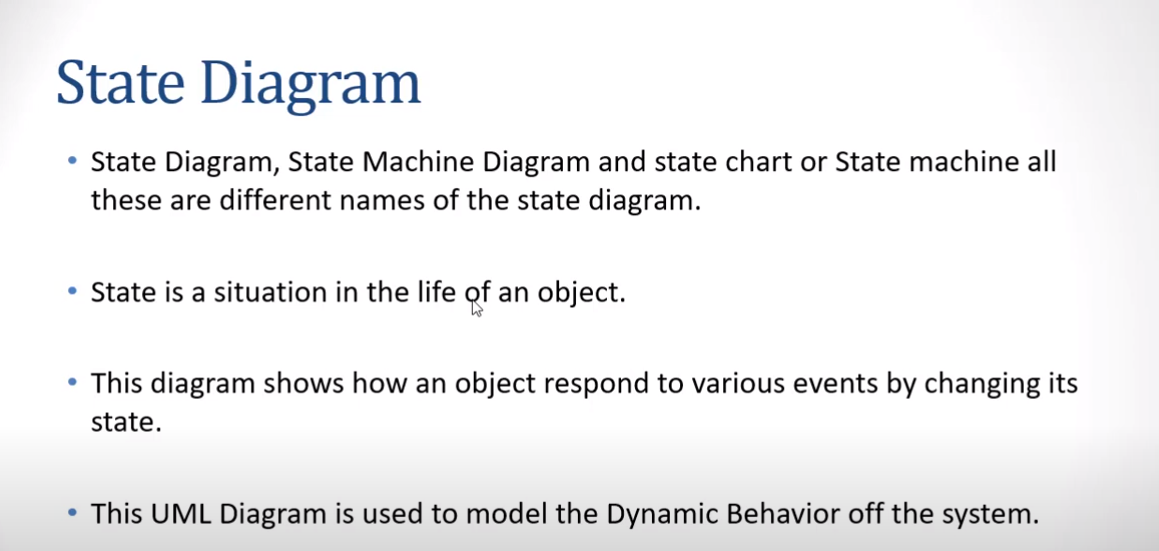 State Diagram
• State Diagram, State Machine Diagram and state chart or State machine all
these are different names of the state diagram.
• State is a situation in the life of an object.
• This diagram shows how an object respond to various events by changing its
state.
• This UML Diagram is used to model the Dynamic Behavior off the system.